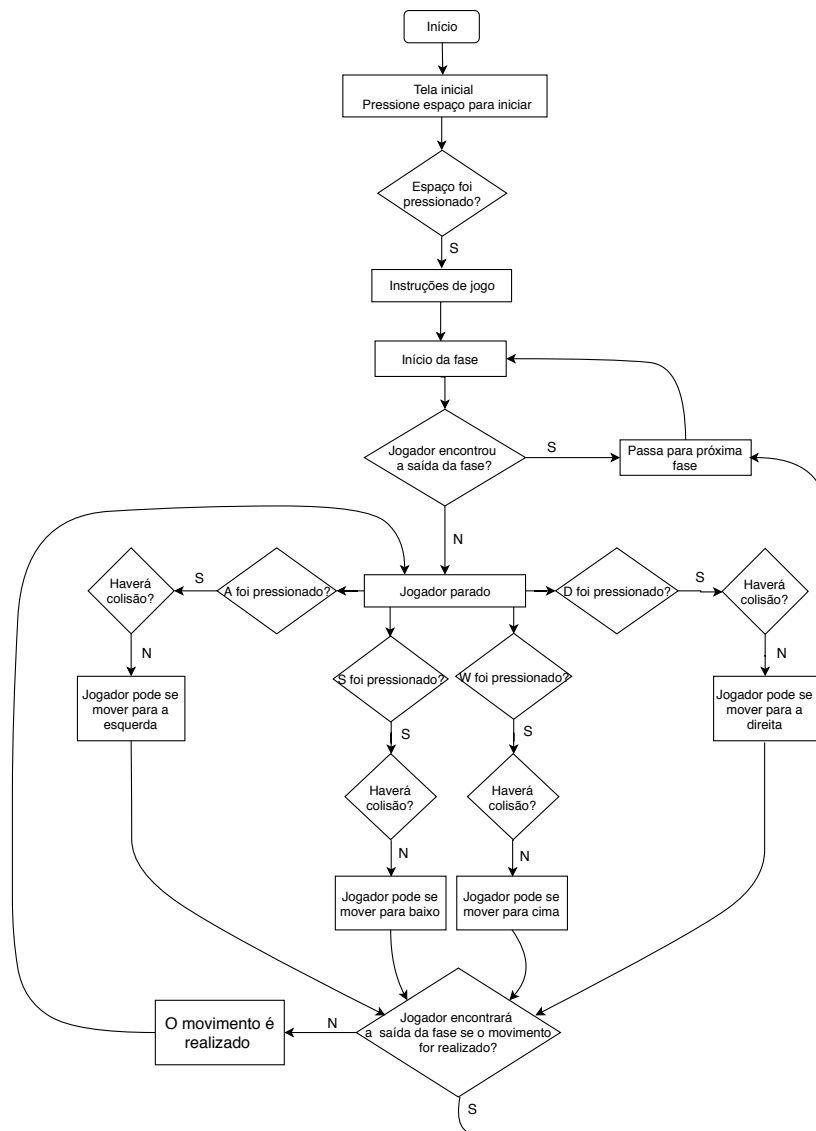 Início
Tela inicial
Pressione espaço para iniciar
Espaço foi
pressionado?
S
Instruções de jogo
Início da fase
Jogador encontrou
a saída da fase?
S
Passa para próxima
fase
N
Haverá
colisão?
S
A foi pressionado?
Jogador parado
D foi pressionado?
S
Haverá
colisão?
N
N
S foi pressionado?
W foi pressionado?
Jogador pode se
mover para a
esquerda
Jogador pode se
mover para a
direita
S
S
Haverá
colisão?
Haverá
colisão?
N
N
Jogador pode se
mover para baixo
Jogador pode se
mover para cima
Jogador encontrará
a saída da fase se o movimento
for realizado?
N
O movimento é
realizado
S